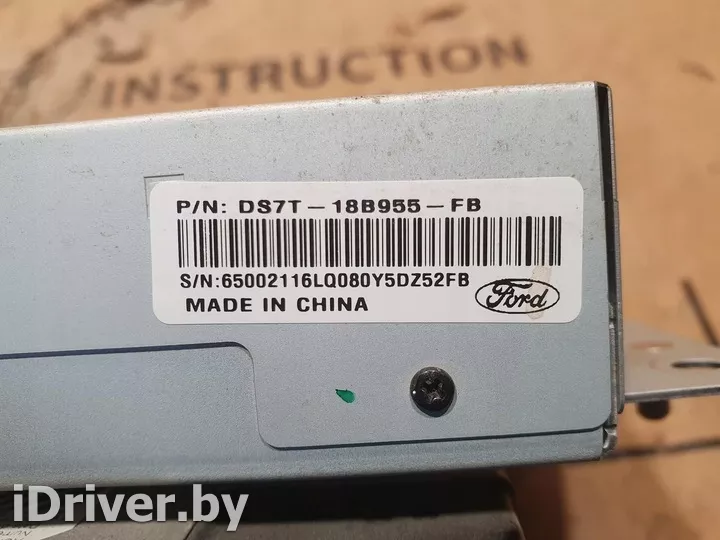 INSTRUCTION
P/N: DS7T-18B955-FB
S/N:65002116LQ080Y5DZ52FB
MADE IN CHINA
Ford
iDriver.by